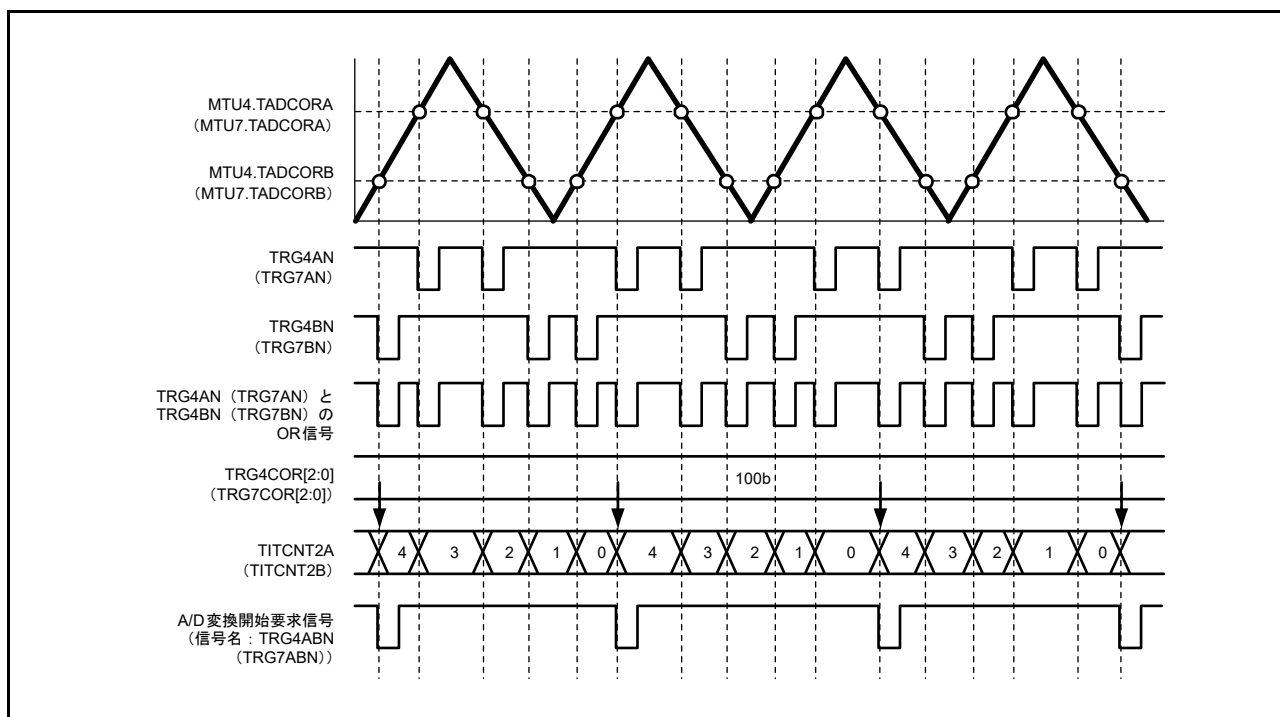 MTU4.TADCORA
（MTU7.TADCORA）
MTU4.TADCORB
（MTU7.TADCORB）
TRG4AN
（TRG7AN）
TRG4BN
（TRG7BN）
TRG4AN（TRG7AN）と
TRG4BN（TRG7BN）の
OR信号
TRG4COR[2:0]
（TRG7COR[2:0]）
100b
TITCNT2A
（TITCNT2B）
4 3 2 1 0 4 3 2 1 0 4 3 2 1 0
A/D変換開始要求信号
（信号名：TRG4ABN
（TRG7ABN））